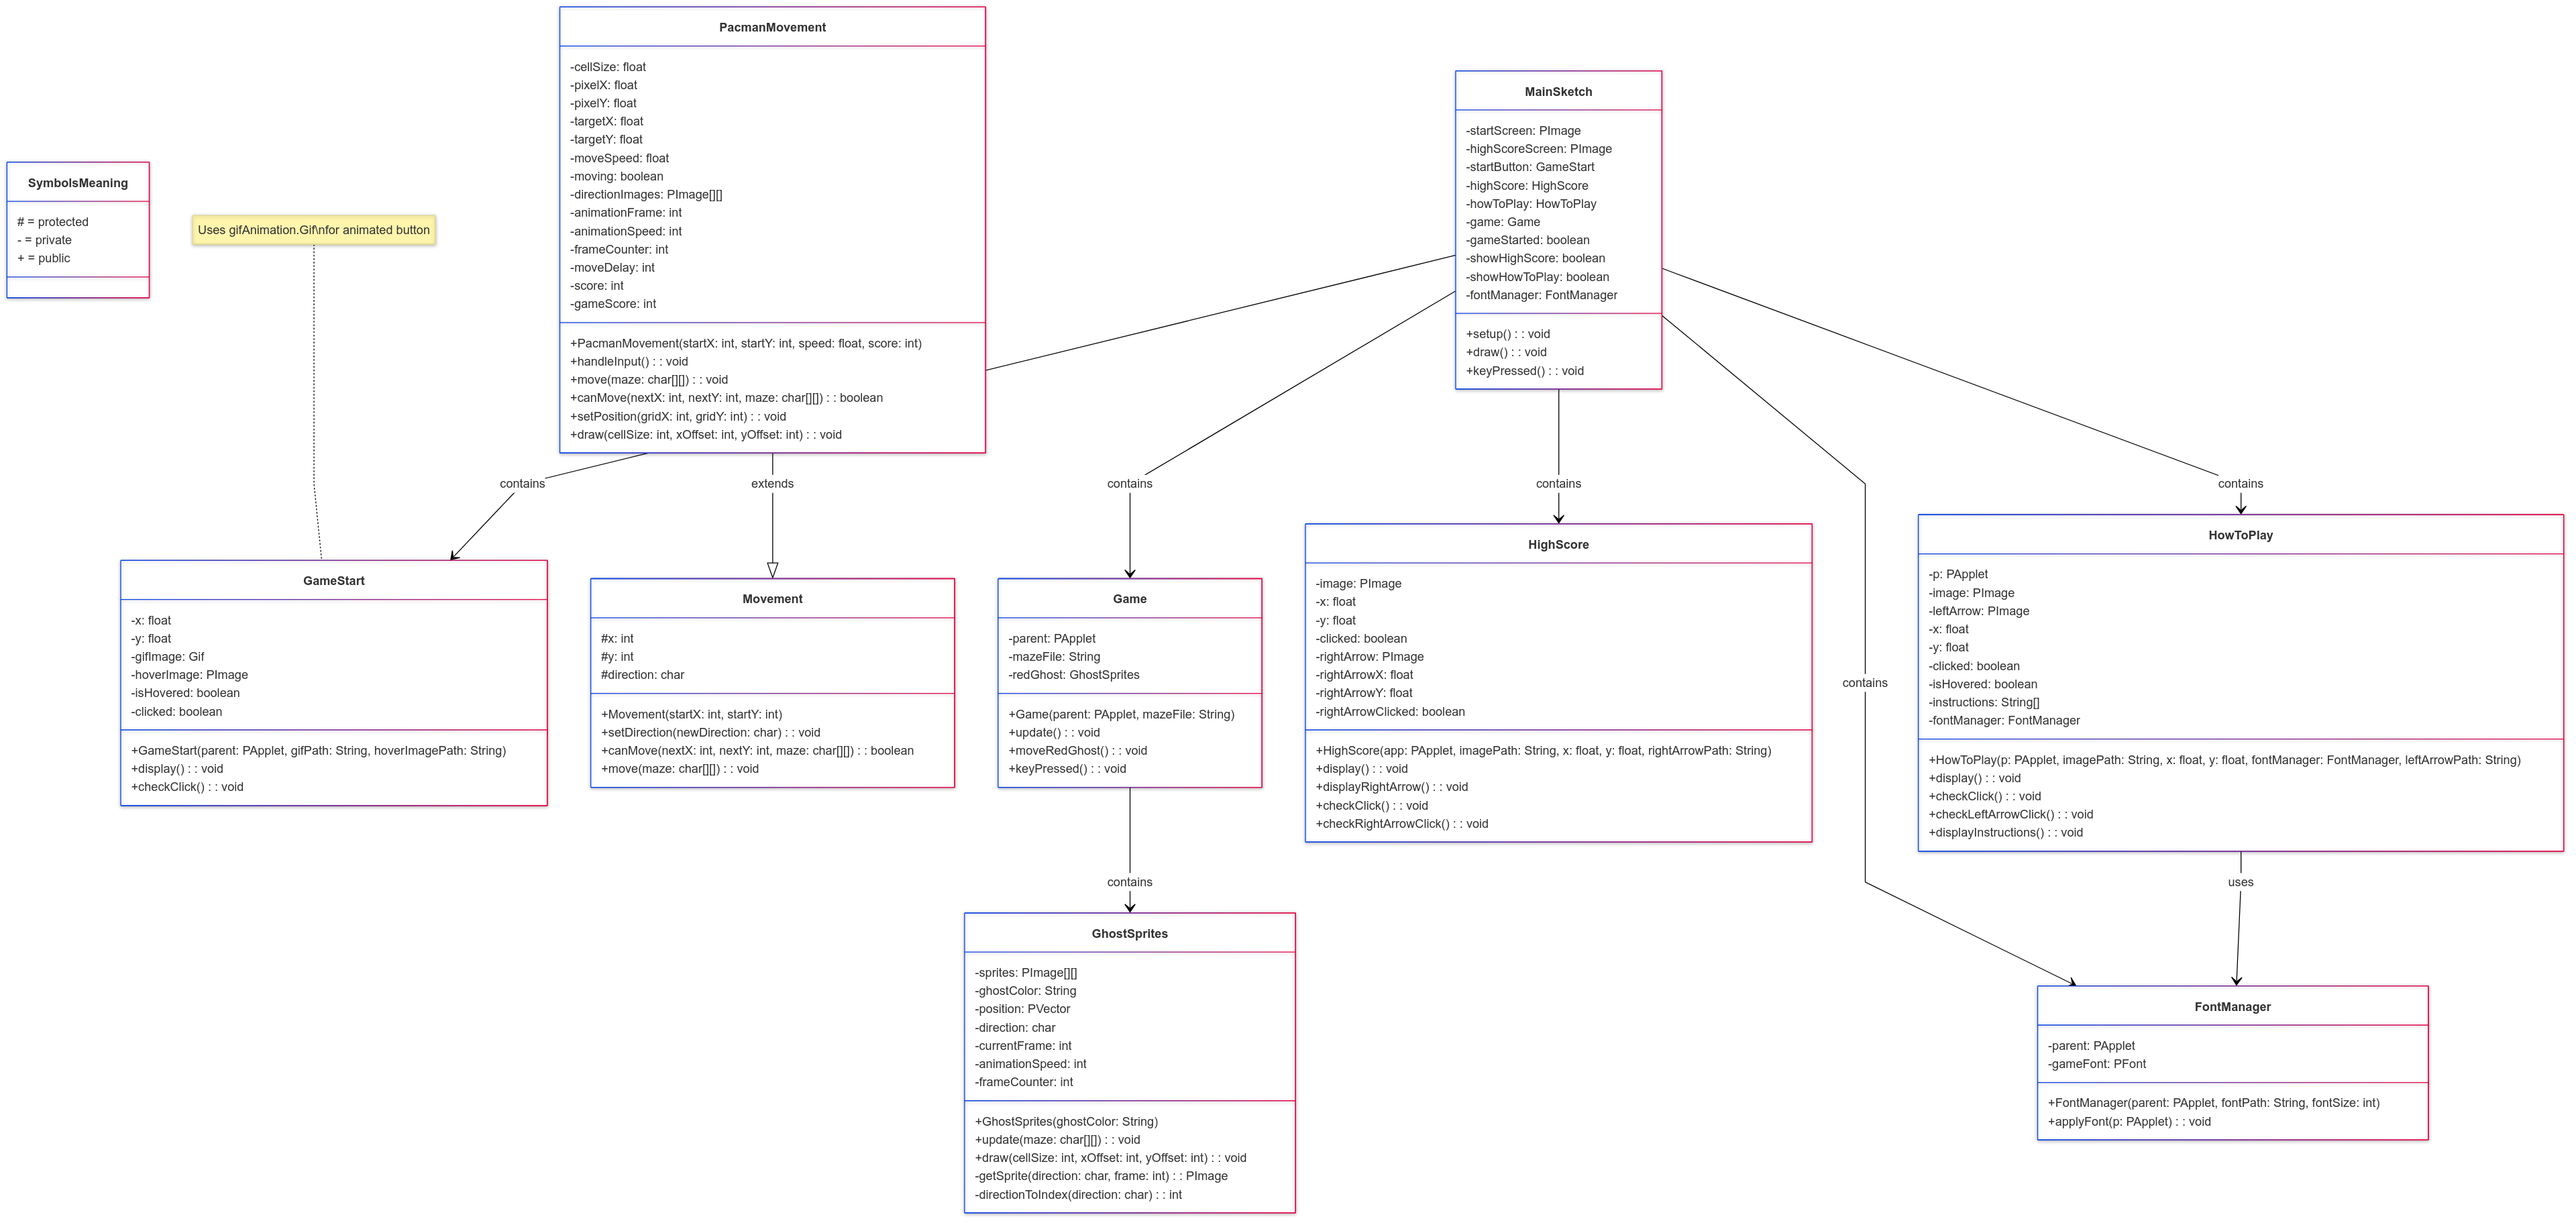 PacmanMovement
-cellSize: float
-pixelX: float
-pixelY: float
-targetX: float
-targetY: float
-moveSpeed: float
-moving: boolean
-directionImages: PImage[][]
-animationFrame: int
-animationSpeed: int
-frameCounter: int
-moveDelay: int
-score: int
-gameScore: int
+PacmanMovement(startX: int, startY: int, speed: float, score: int)
+handleInput() : : void
+move(maze: char[][]) : : void
+canMove(nextX: int, nextY: int, maze: char[][]) : : boolean
+setPosition(gridX: int, gridY: int) : : void
+draw(cellSize: int, xOffset: int, yOffset: int) : : void
MainSketch
-startScreen: PImage
-highScoreScreen: PImage
-startButton: GameStart
-highScore: HighScore
-howToPlay: HowToPlay
-game: Game
-gameStarted: boolean
-showHighScore: boolean
-showHowToPlay: boolean
-fontManager: FontManager
+setup() : : void
+draw() : : void
+keyPressed() : : void
SymbolsMeaning
# = protected
- = private
+ = public
Uses gifAnimation.Gif\nfor animated button
contains
extends
contains
contains
contains
contains
GameStart
-x: float
-y: float
-gifImage: Gif
-hoverImage: PImage
-isHovered: boolean
-clicked: boolean
+GameStart(parent: PApplet, gifPath: String, hoverImagePath: String)
+display() : : void
+checkClick() : : void
Movement
#x: int
#y: int
#direction: char
+Movement(startX: int, startY: int)
+setDirection(newDirection: char) : : void
+canMove(nextX: int, nextY: int, maze: char[][]) : : boolean
+move(maze: char[][]) : : void
Game
-parent: PApplet
-mazeFile: String
-redGhost: GhostSprites
+Game(parent: PApplet, mazeFile: String)
+update() : : void
+moveRedGhost() : : void
+keyPressed() : : void
HighScore
-image: PImage
-x: float
-y: float
-clicked: boolean
-rightArrow: PImage
-rightArrowX: float
-rightArrowY: float
-rightArrowClicked: boolean
+HighScore(app: PApplet, imagePath: String, x: float, y: float, rightArrowPath: String)
+display() : : void
+displayRightArrow() : : void
+checkClick() : : void
+checkRightArrowClick() : : void
HowToPlay
-p: PApplet
-image: PImage
-leftArrow: PImage
-x: float
-y: float
-clicked: boolean
-isHovered: boolean
-instructions: String[]
-fontManager: FontManager
+HowToPlay(p: PApplet, imagePath: String, x: float, y: float, fontManager: FontManager, leftArrowPath: String)
+display() : : void
+checkClick() : : void
+checkLeftArrowClick() : : void
+displayInstructions() : : void
contains
uses
GhostSprites
-sprites: PImage[][]
-ghostColor: String
-position: PVector
-direction: char
-currentFrame: int
-animationSpeed: int
-frameCounter: int
+GhostSprites(ghostColor: String)
+update(maze: char[][]) : : void
+draw(cellSize: int, xOffset: int, yOffset: int) : : void
-getSprite(direction: char, frame: int) : : PImage
-directionToIndex(direction: char) : : int
FontManager
-parent: PApplet
-gameFont: PFont
+FontManager(parent: PApplet, fontPath: String, fontSize: int)
+applyFont(p: PApplet) : : void